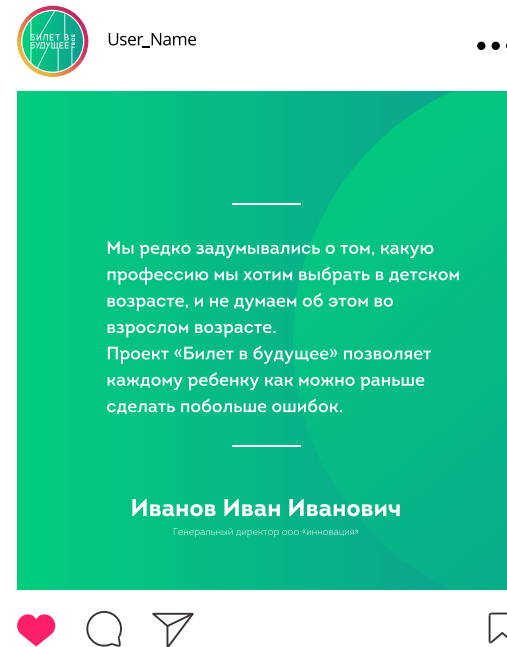 БИЛЕТ В
БУДУЩЕЕ
User_Name
Мы редко задумывались о том, какую
профессию мы хотим выбрать в детском
возрасте, и не думаем об этом во
взрослом возрасте.
Проект «Билет в будущее» позволяет
каждому ребенку как можно раньше
сделать побольше ошибок.
Иванов Иван Иванович
Генеральный директор ооо «инновация»